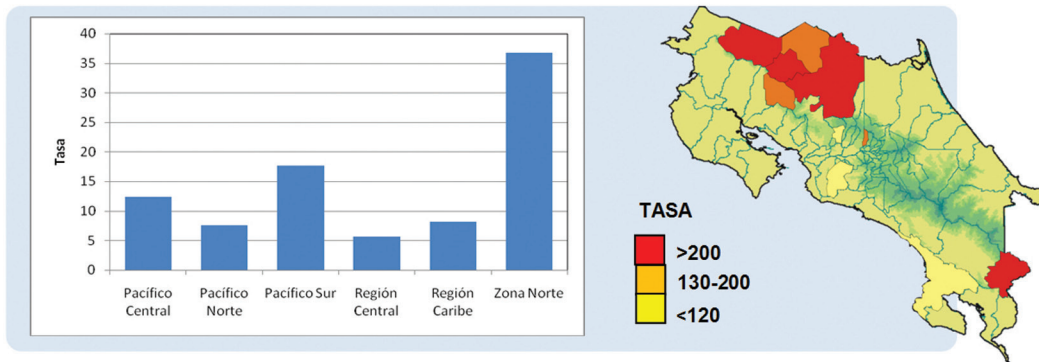 40
35
30
25
20
15
10
5
0
Tasa
Pacífico Central
Pacífico Norte
Pacífico Sur
Región Central
Región Caribe
Zona Norte
TASA
>200
130-200
<120